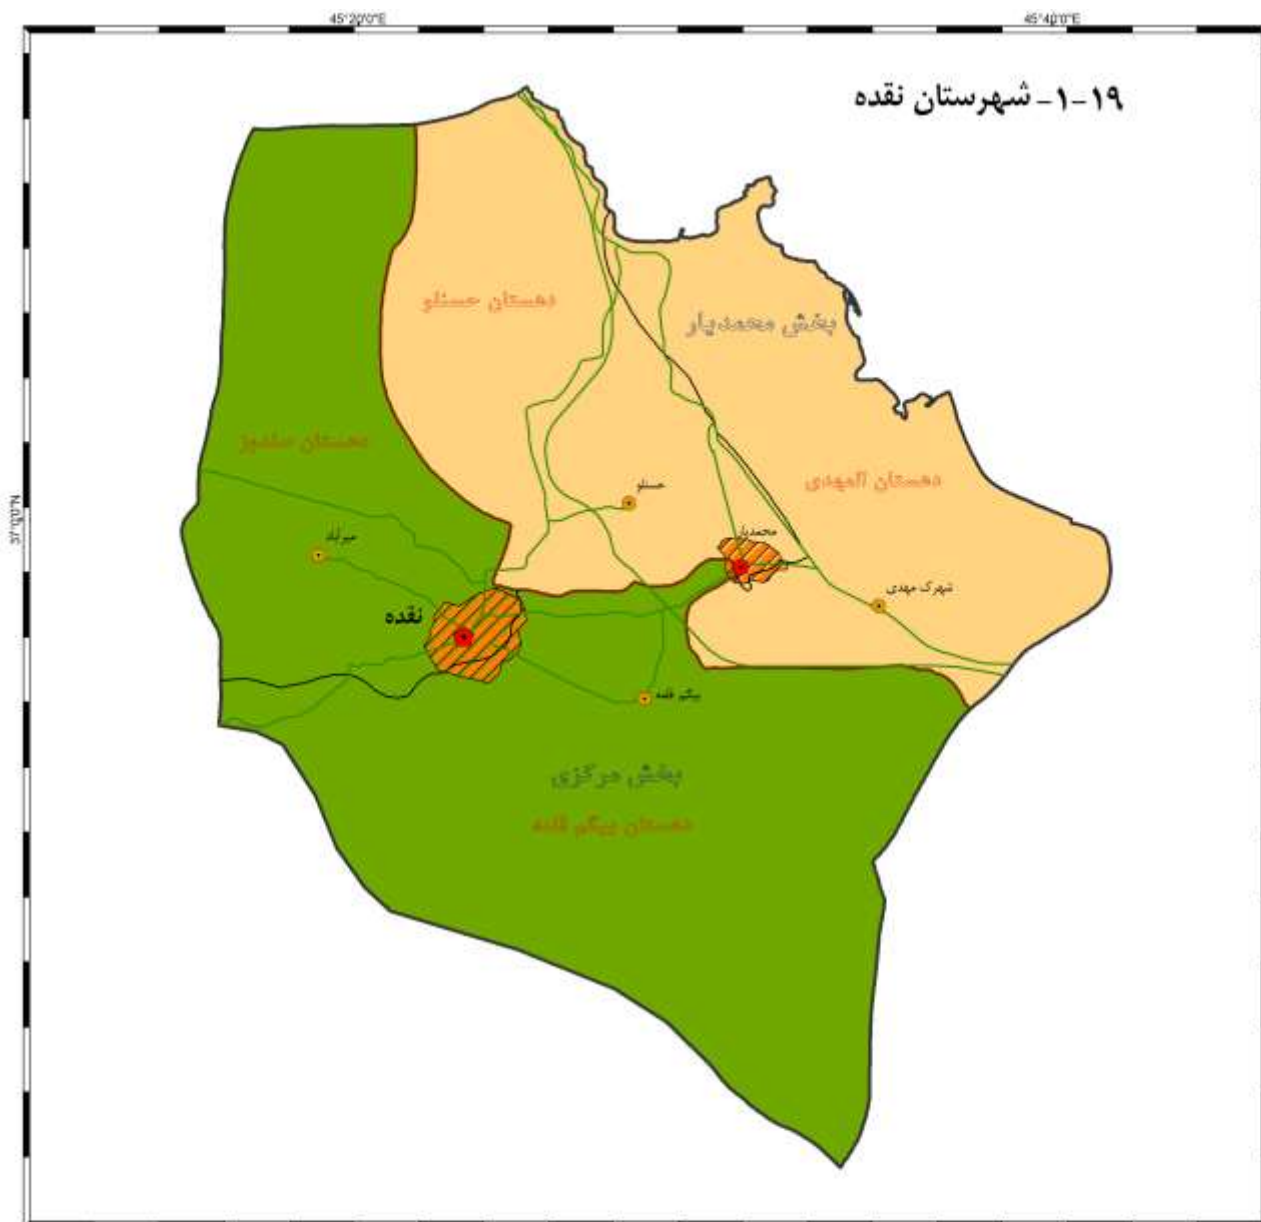 45°20'0"E
45°40'0"E
۱-۱۹- شهرستان نقده
دهستان حسنلو
بخش محمدیار
دهستان سلدوز
دهستان المهدی
حسنلو
37°0'0"N
محمدیار
میرآباد
شهرک مهدی
نقده
بیگم قلعه
بخش مرکزی
دهستان بیگم قلعه